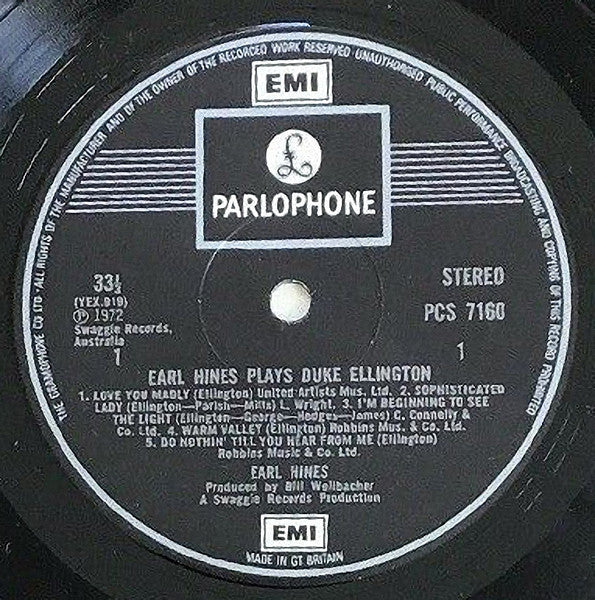 THE GRAMOPHONE CO LTD · ALL RIGHTS OF THE MANUFACTURER AND OF THE OWNER OF THE RECORDED WORK RESERVED UNAUTHORISED PUBLIC PERFORMANCE BROADCASTING AND COPYING OF THIS RECORD PROHIBITED
EMI
£
PARLOPHONE
33⅓
(YEX.919)
Ⓟ 1972
Swaggie Records,
Australia
1
STEREO
PCS 7160
1
EARL HINES PLAYS DUKE ELLINGTON
1. LOVE YOU MADLY (Ellington) United Artists Mus. Ltd. 2. SOPHISTICATED
LADY (Ellington—Parish—Mills) L. Wright. 3. I'M BEGINNING TO SEE
THE LIGHT (Ellington—George—Hodges—James) C. Connelly &
Co. Ltd. 4. WARM VALLEY (Ellington) Robbins Mus. & Co. Ltd.
5. DO NOTHIN' TILL YOU HEAR FROM ME (Ellington)
Robbins Music & Co. Ltd.
EARL HINES
Produced by Bill Weilbacher
A Swaggie Records Production
EMI
MADE IN GT BRITAIN